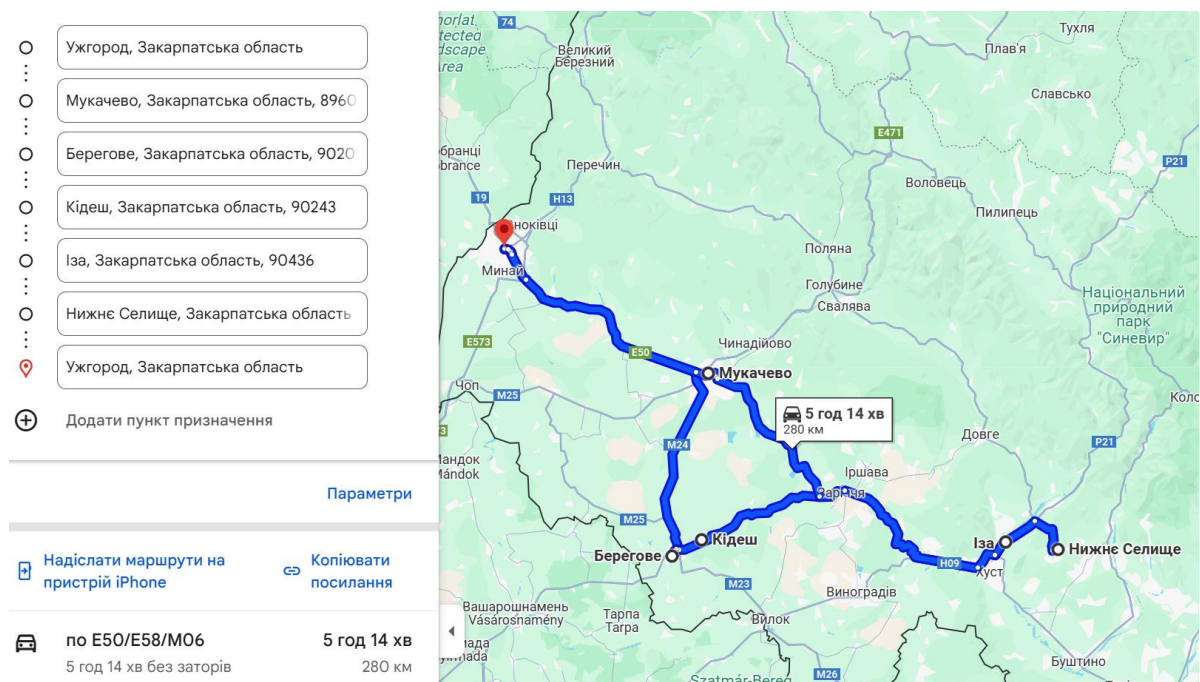 Ужгород, Закарпатська область
Мукачево, Закарпатська область, 8960
Берегове, Закарпатська область, 9020
Кідеш, Закарпатська область, 90243
Іза, Закарпатська область, 90436
Нижнє Селище, Закарпатська область
Ужгород, Закарпатська область
Додати пункт призначення
Параметри
Надіслати маршрути на
пристрій iPhone
Копіювати
посилання
по E50/E58/M06
5 год 14 хв
5 год 14 хв без заторів
280 км
74
Тухля
Великий
Березний
Плав'я
Славсько
E471
P21
Перечин
Воловець
19
H13
Пилипець
Минай
Поляна
Голубине
Свалява
Національний
природний
парк
"Синевир"
E573
E50
Чинадійово
Мукачево
Чоп
M25
5 год 14 хв
280 км
M24
Довге
P21
Mándok
Іршава
Зарiччя
M25
Кідеш
Берегове
Іза
Нижнє Селище
H09
Хуст
M23
Виноградів
Вашарошнамень
Vásárosnamény
Тарпа
Tarpa
Вилок
Буштино
Szatmár-Bereg
M26